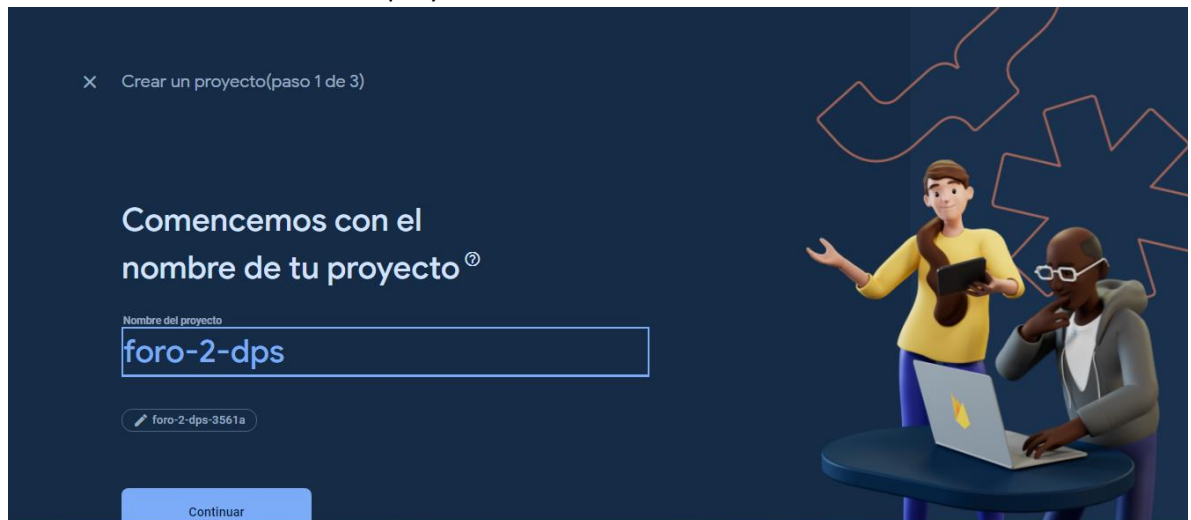 Crear un proyecto(paso 1 de 3)
Comencemos con el
nombre de tu proyecto
Nombre del proyecto
foro-2-dps
foro-2-dps-3561a
Continuar